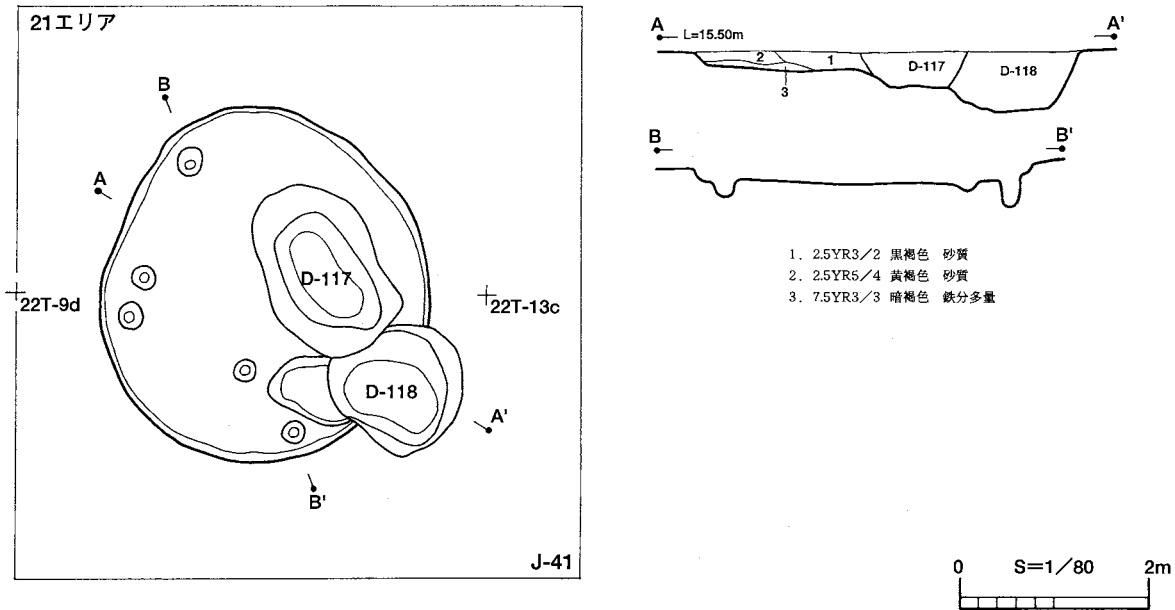 21エリア
B
A
D-117
22T-9d
22T-13c
D-118
A'
B'
J-41
A
L=15.50m
A'
2
1
D-117
D-118
3
B
B'
1. 2.5YR3/2 黒褐色 砂質
2. 2.5YR5/4 黄褐色 砂質
3. 7.5YR3/3 暗褐色 鉄分多量
0 S=1/80 2m